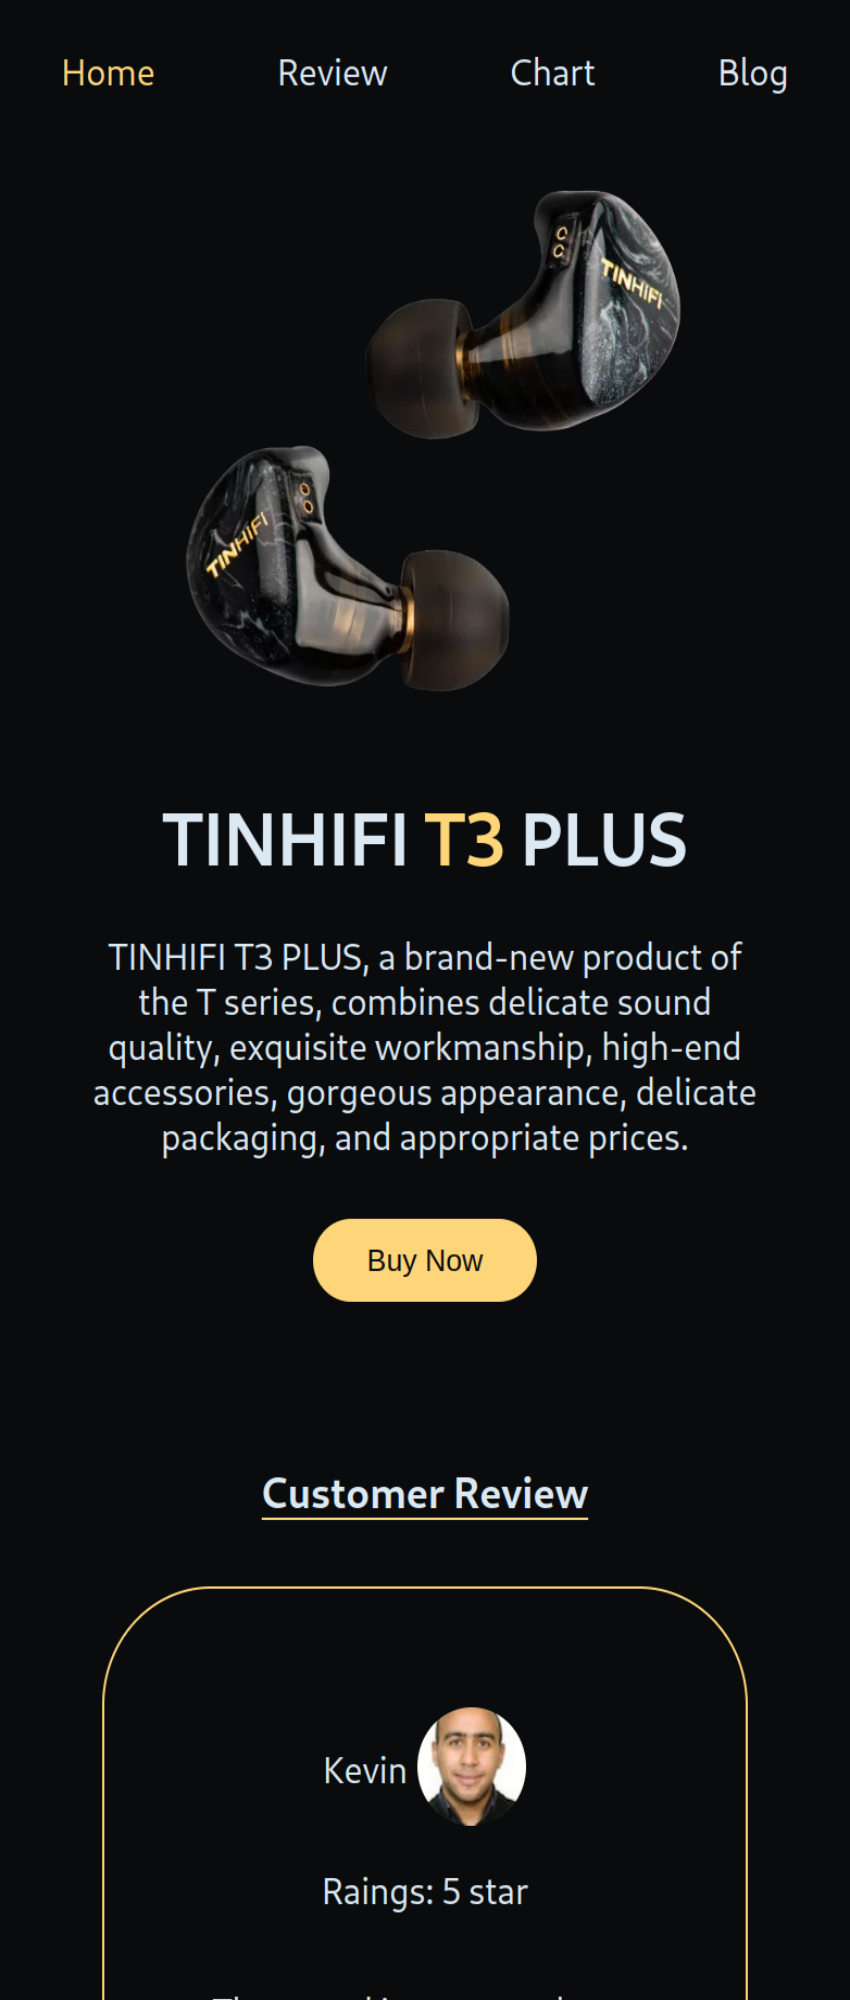 Home Review Chart Blog
TINHIFI
TINHIFI
TINHIFI T3 PLUS
TINHIFI T3 PLUS, a brand-new product of
the T series, combines delicate sound
quality, exquisite workmanship, high-end
accessories, gorgeous appearance, delicate
packaging, and appropriate prices.
Buy Now
Customer Review
Kevin
Raings: 5 star